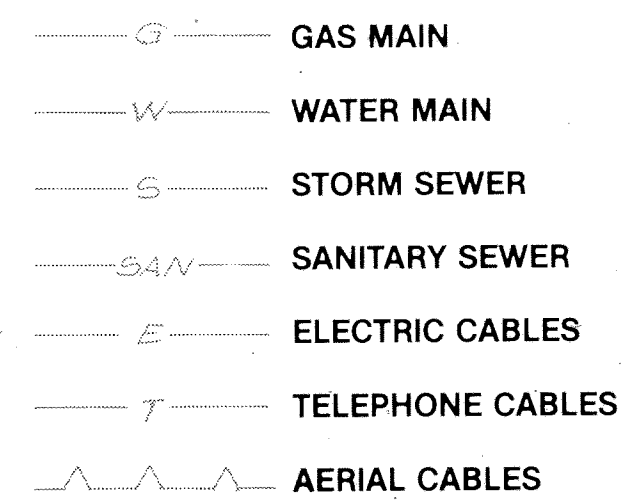 G GAS MAIN
W WATER MAIN
S STORM SEWER
SAN SANITARY SEWER
E ELECTRIC CABLES
T TELEPHONE CABLES
AERIAL CABLES